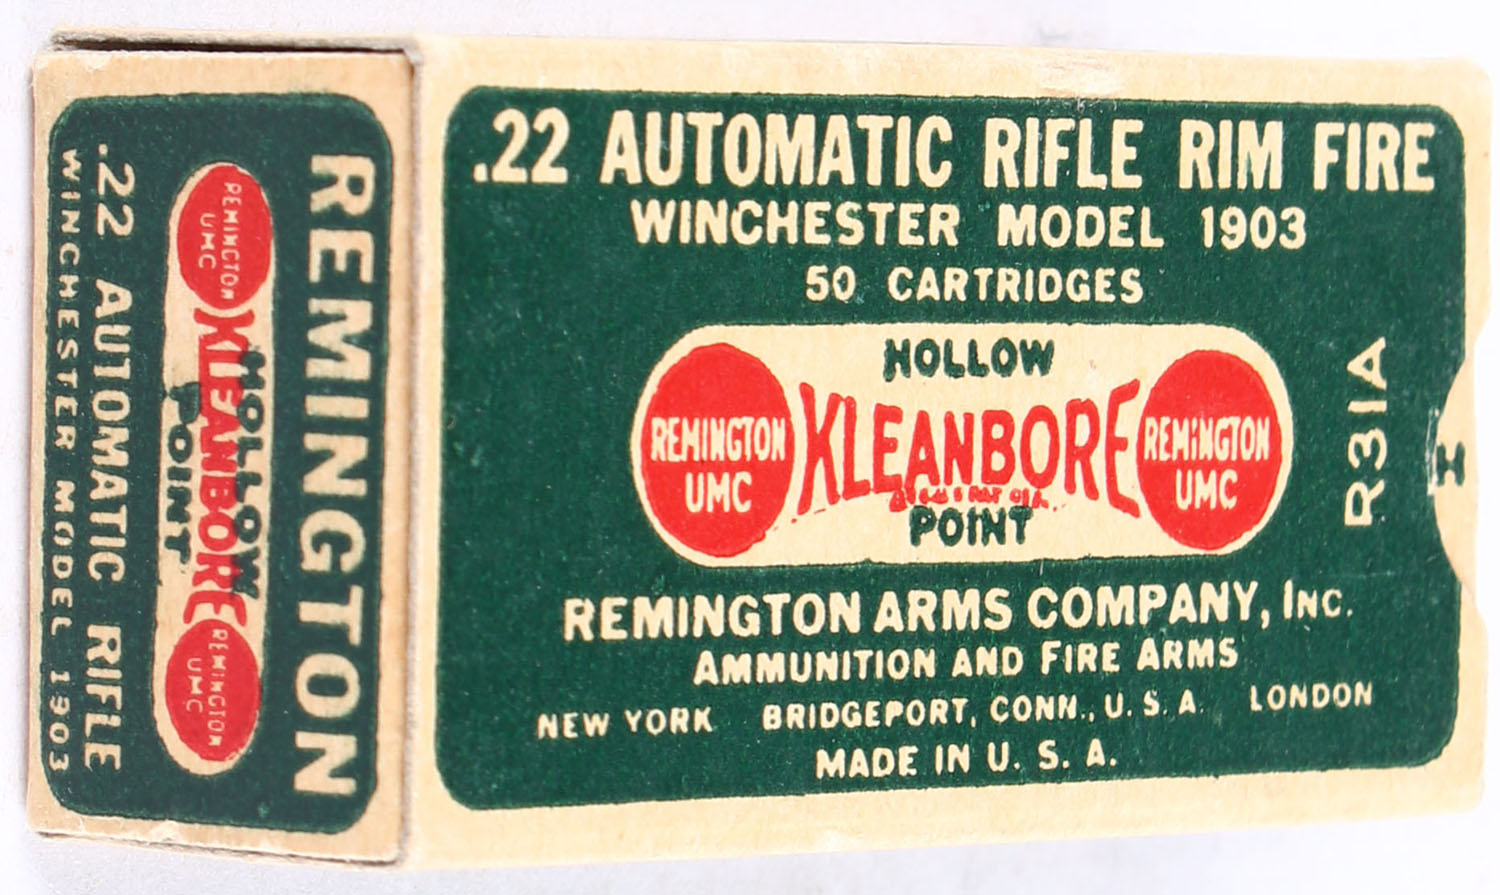 .22 AUTOMATIC RIFLE RIM FIRE
WINCHESTER MODEL 1903
50 CARTRIDGES
HOLLOW
REMINGTON UMC
KLEANBORE
REMINGTON UMC
POINT
R31A
H
REMINGTON ARMS COMPANY, INC.
AMMUNITION AND FIRE ARMS
NEW YORK BRIDGEPORT, CONN., U. S. A. LONDON
MADE IN U. S. A.
REMINGTON
REMINGTON UMC
HOLLOW
KLEANBORE
POINT
REMINGTON UMC
.22 AUTOMATIC RIFLE
WINCHESTER MODEL 1903